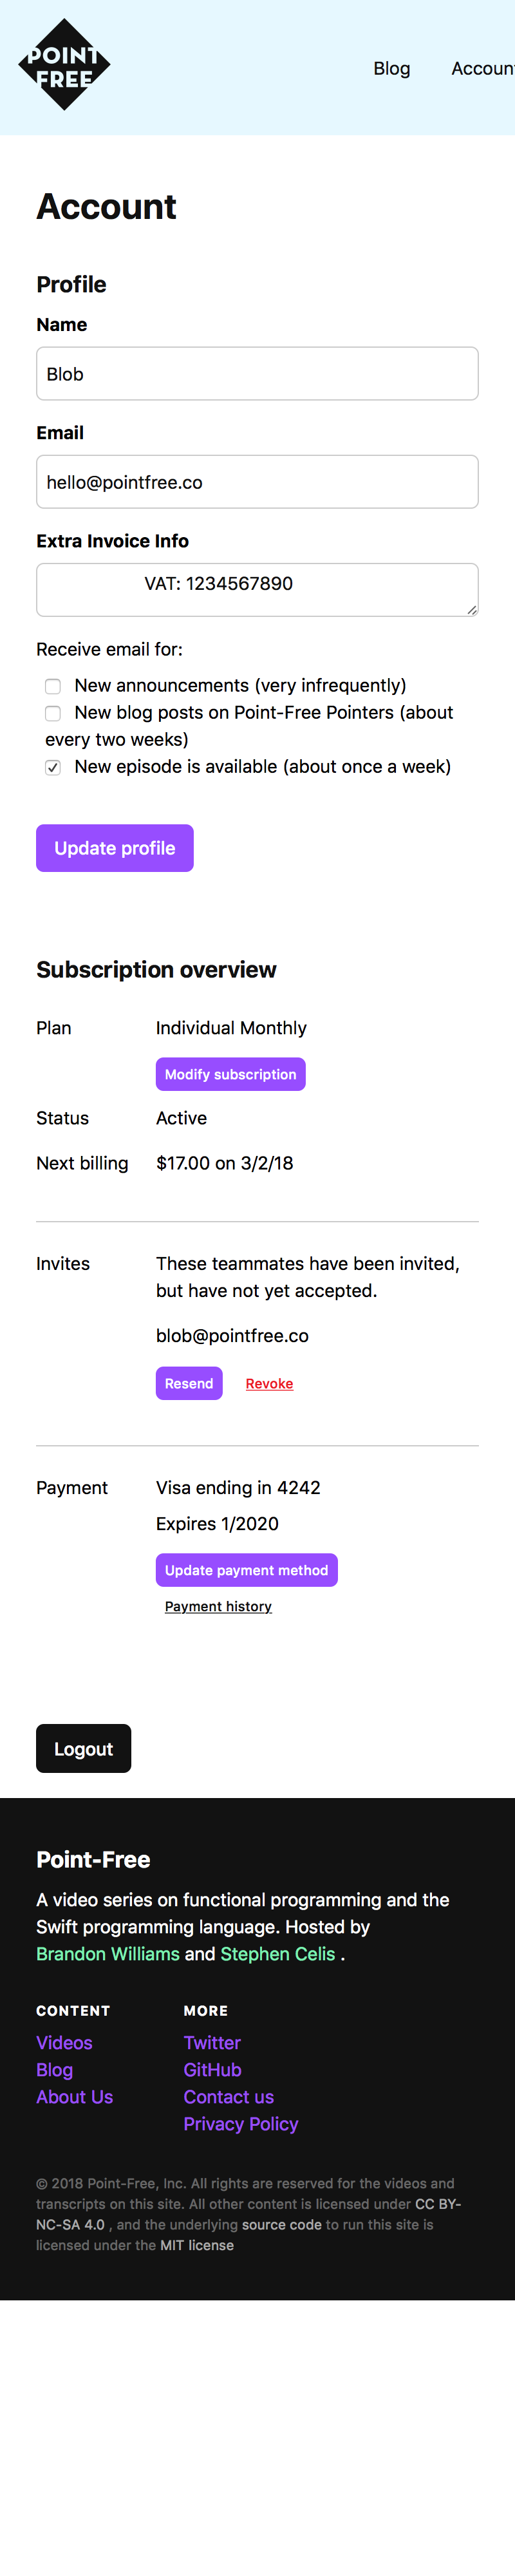 POINT
FREE
Blog
Account
Account
Profile
Name
Blob
Email
hello@pointfree.co
Extra Invoice Info
VAT: 1234567890
Receive email for:
New announcements (very infrequently)
New blog posts on Point-Free Pointers (about
every two weeks)
New episode is available (about once a week)
Update profile
Subscription overview
Plan
Individual Monthly
Modify subscription
Status
Active
Next billing
$17.00 on 3/2/18
Invites
These teammates have been invited,
but have not yet accepted.
blob@pointfree.co
Resend
Revoke
Payment
Visa ending in 4242
Expires 1/2020
Update payment method
Payment history
Logout
Point-Free
A video series on functional programming and the
Swift programming language. Hosted by
Brandon Williams and Stephen Celis .
CONTENT
Videos
Blog
About Us
MORE
Twitter
GitHub
Contact us
Privacy Policy
© 2018 Point-Free, Inc. All rights are reserved for the videos and
transcripts on this site. All other content is licensed under CC BY-
NC-SA 4.0 , and the underlying source code to run this site is
licensed under the MIT license